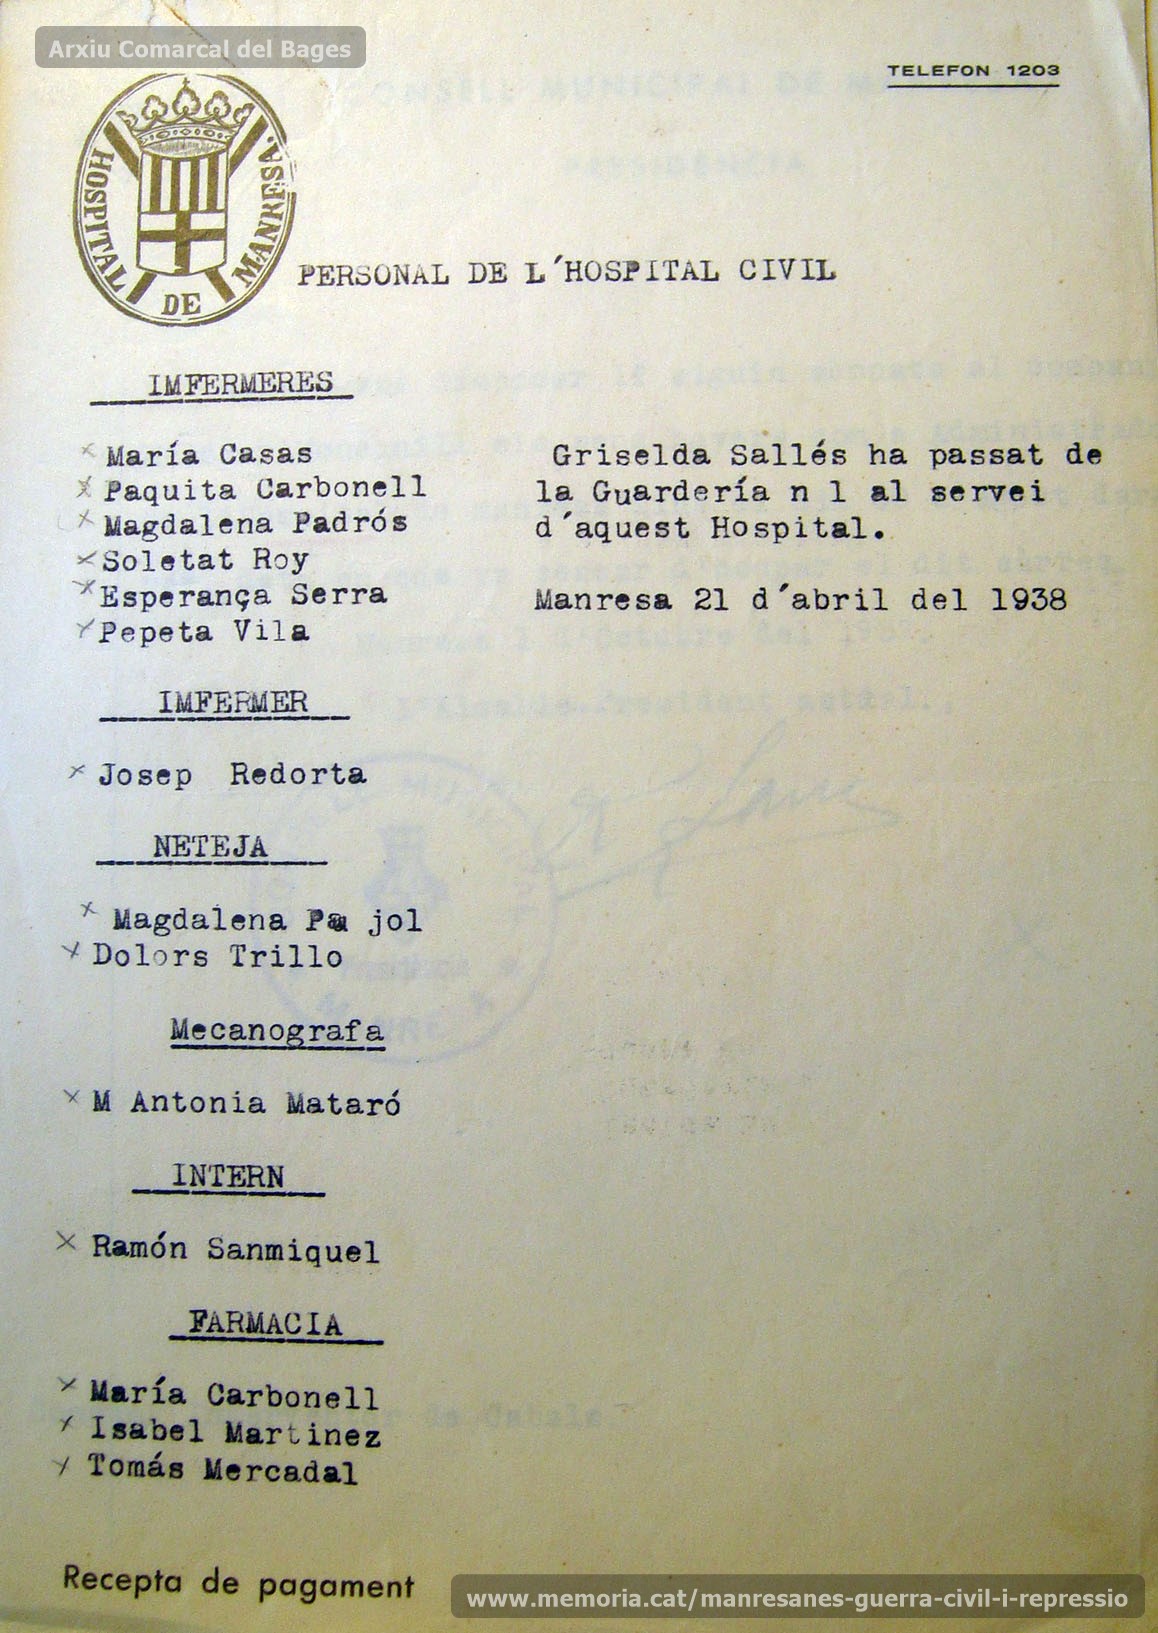 Arxiu Comarcal del Bages
TELEFON 1203
HOSPITAL DE MANRESA.
PERSONAL DE L´HOSPITAL CIVIL
IMFERMERES
María Casas
Paquita Carbonell
Magdalena Padrós
Soletat Roy
Esperança Serra
Pepeta Vila
Griselda Sallés ha passat de
la Guardería n l al servei
d´aquest Hospital.
Manresa 21 d´abril del 1938
IMFERMER
Josep Redorta
NETEJA
Magdalena jol
Dolors Trillo
Mecanografa
M Antonia Mataró
INTERN
Ramón Sanmiquel
FARMACIA
María Carbonell
Isabel Martinez
Tomás Mercadal
Recepta de pagament
www.memoria.cat/manresanes-guerra-civil-i-repressio